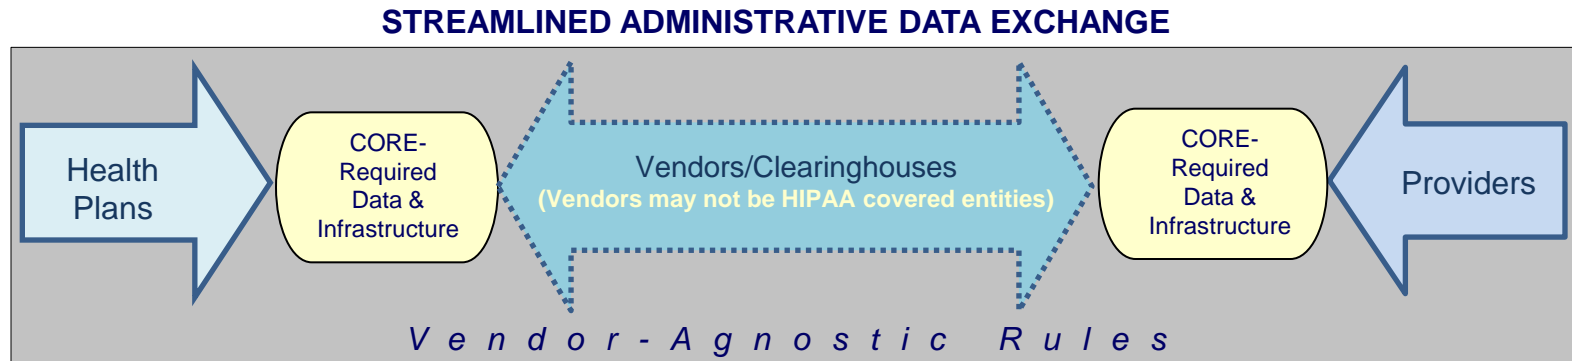 STREAMLINED ADMINISTRATIVE DATA EXCHANGE
Health
Plans
CORE-
Required
Data &
Infrastructure
Vendors/Clearinghouses
(Vendors may not be HIPAA covered entities)
CORE-
Required
Data &
Infrastructure
Providers
Vendor-Agnostic Rules